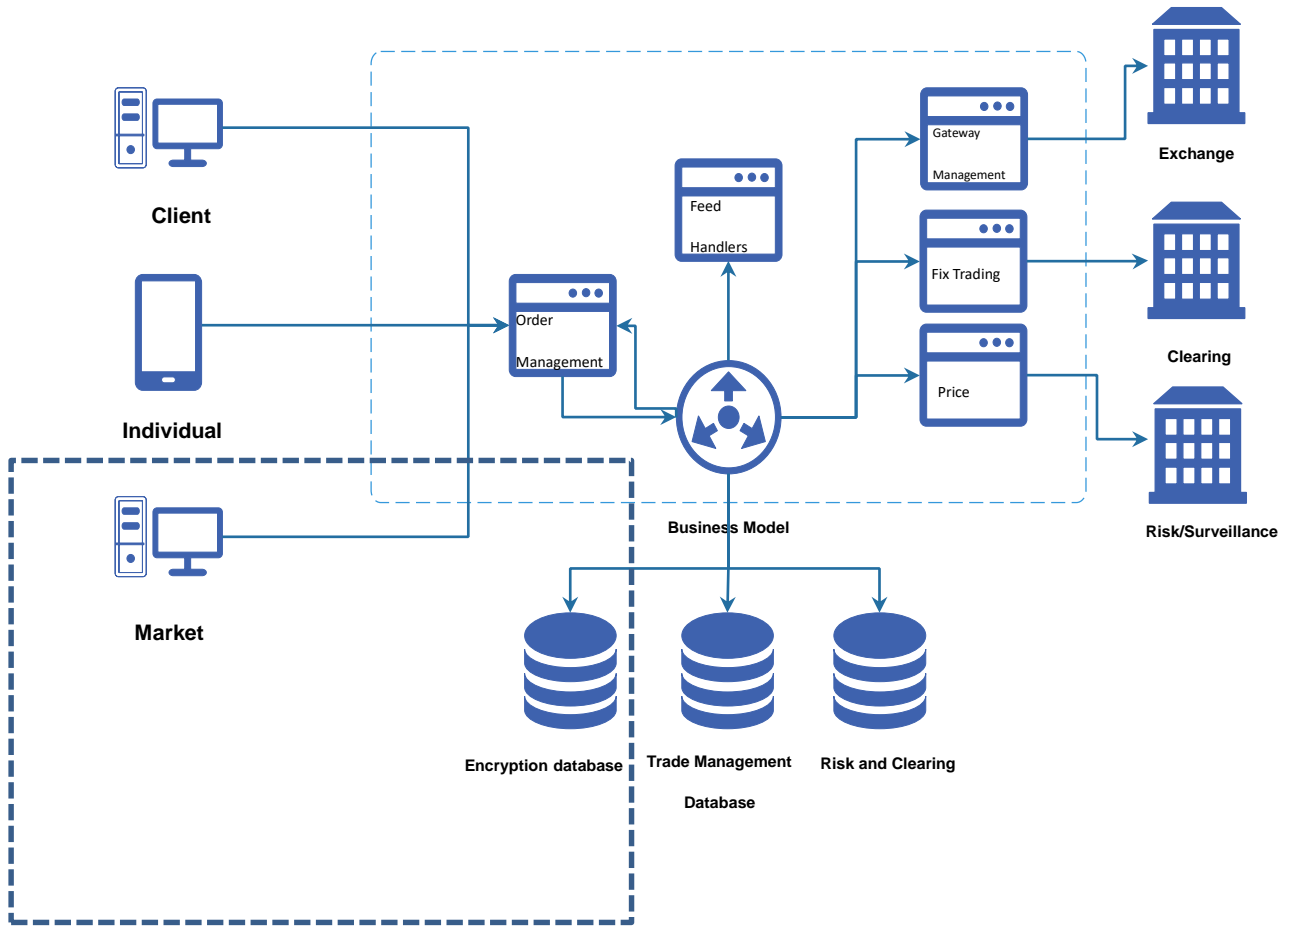 Exchange
Gateway
Management
Client
Feed
Handlers
Fix Trading
Order
Management
Clearing
Price
Individual
Business Model
Risk/Surveillance
Market
Encryption database
Trade Management
Database
Risk and Clearing